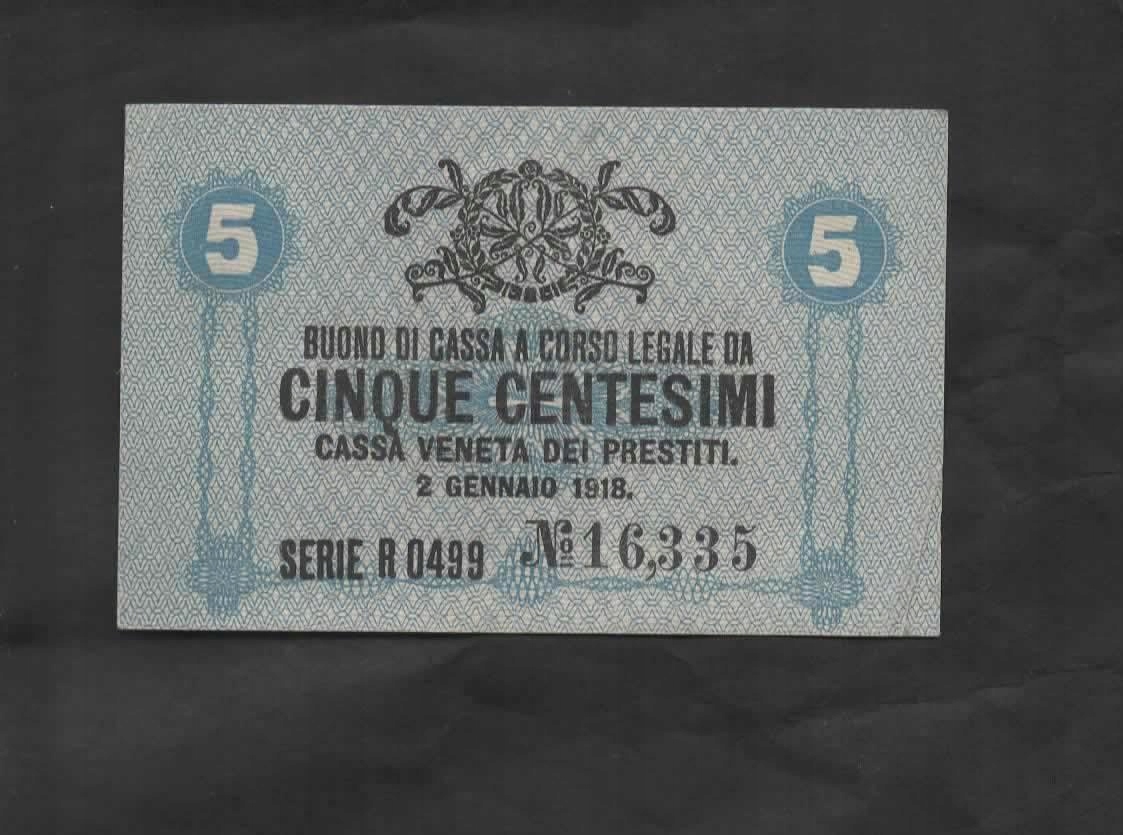 5 5
BUONO DI CASSA A CORSO LEGALE DA
CINQUE CENTESIMI
CASSA VENETA DEI PRESTITI.
2 GENNAIO 1918.
SERIE R 0499 № 16,335